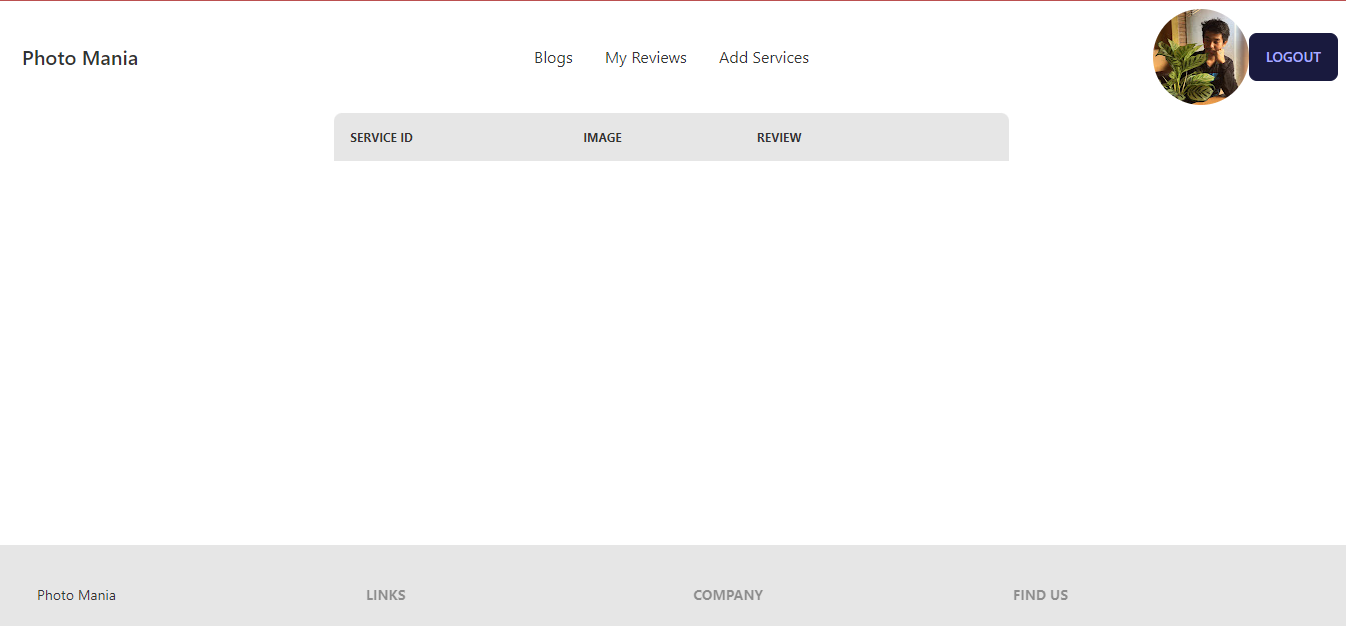 Photo Mania
Blogs My Reviews Add Services
LOGOUT
SERVICE ID IMAGE REVIEW
Photo Mania
LINKS
COMPANY
FIND US